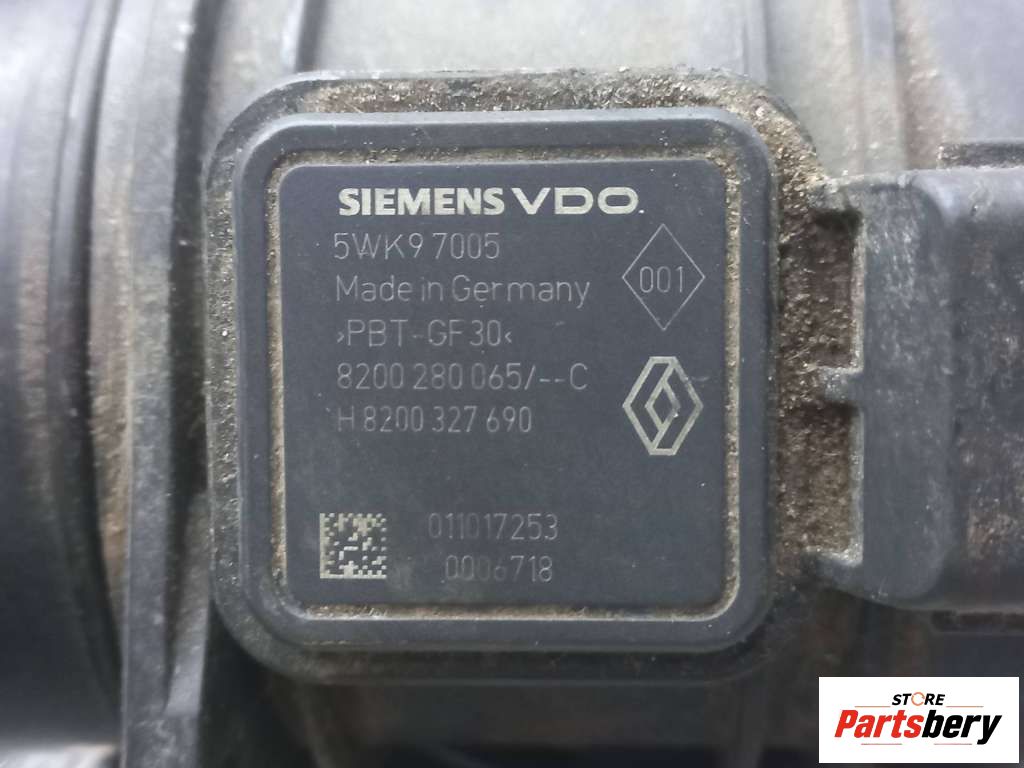 SIEMENS VDO
5WK9 7005
001
Made in Germany
>PBT-GF30<
8200 280 065/--C
H 8200 327 690
011017253
0006718
STORE
Partsbery